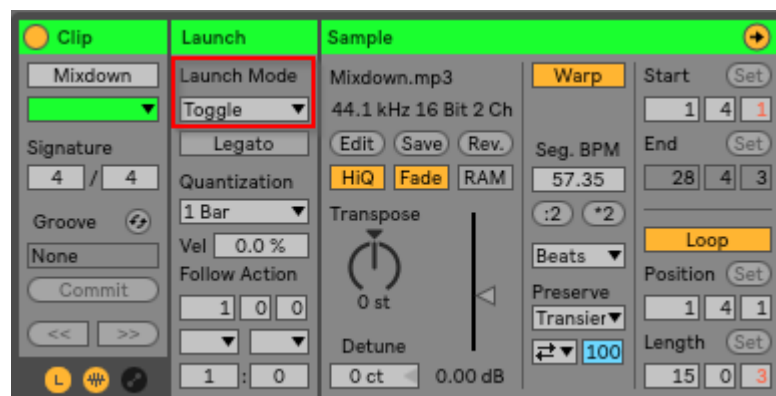 Clip
Mixdown
Signature
4 / 4
Groove
None
Commit
<< >>
L
Launch
Launch Mode
Toggle
Legato
Quantization
1 Bar
Vel 0.0 %
Follow Action
1 0 0
1 : 0
Sample
Mixdown.mp3
44.1 kHz 16 Bit 2 Ch
Edit Save Rev.
HiQ Fade RAM
Transpose
0 st
Detune
0 ct 0.00 dB
Warp
Seg. BPM
57.35
:2 *2
Beats
Preserve
Transier
100
Start Set
1 4 1
End Set
28 4 3
Loop
Position Set
1 4 1
Length Set
15 0 3